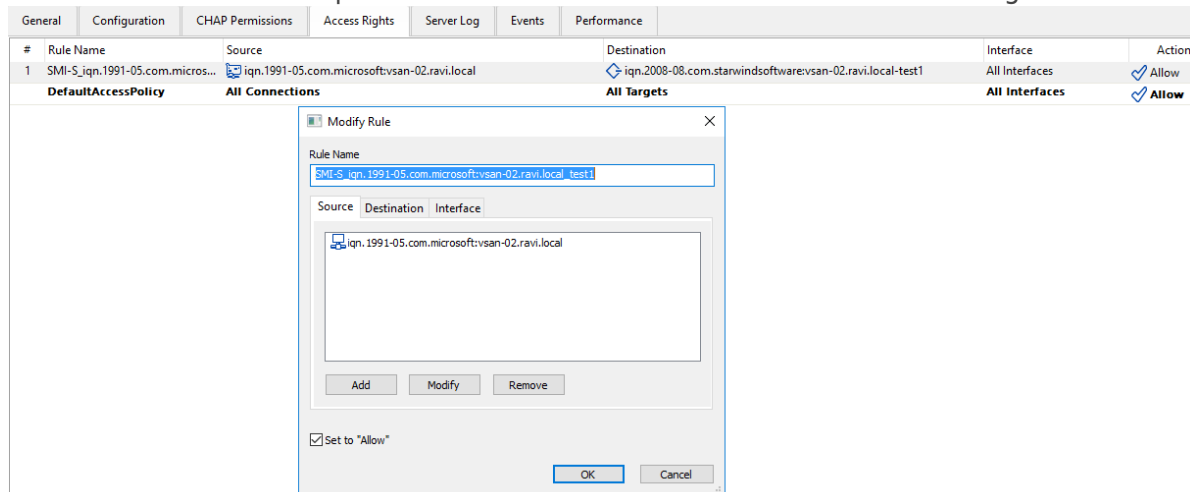 General Configuration CHAP Permissions Access Rights Server Log Events Performance
# Rule Name Source Destination Interface Action
1 SMI-S_iqn.1991-05.com.micros... iqn.1991-05.com.microsoft:vsan-02.ravi.local iqn.2008-08.com.starwindsoftware:vsan-02.ravi.local-test1 All Interfaces Allow
DefaultAccessPolicy All Connections All Targets All Interfaces Allow
Modify Rule
Rule Name
SMI-S_iqn.1991-05.com.microsoft:vsan-02.ravi.local_test1
Source Destination Interface
iqn.1991-05.com.microsoft:vsan-02.ravi.local
Add Modify Remove
Set to "Allow"
OK Cancel